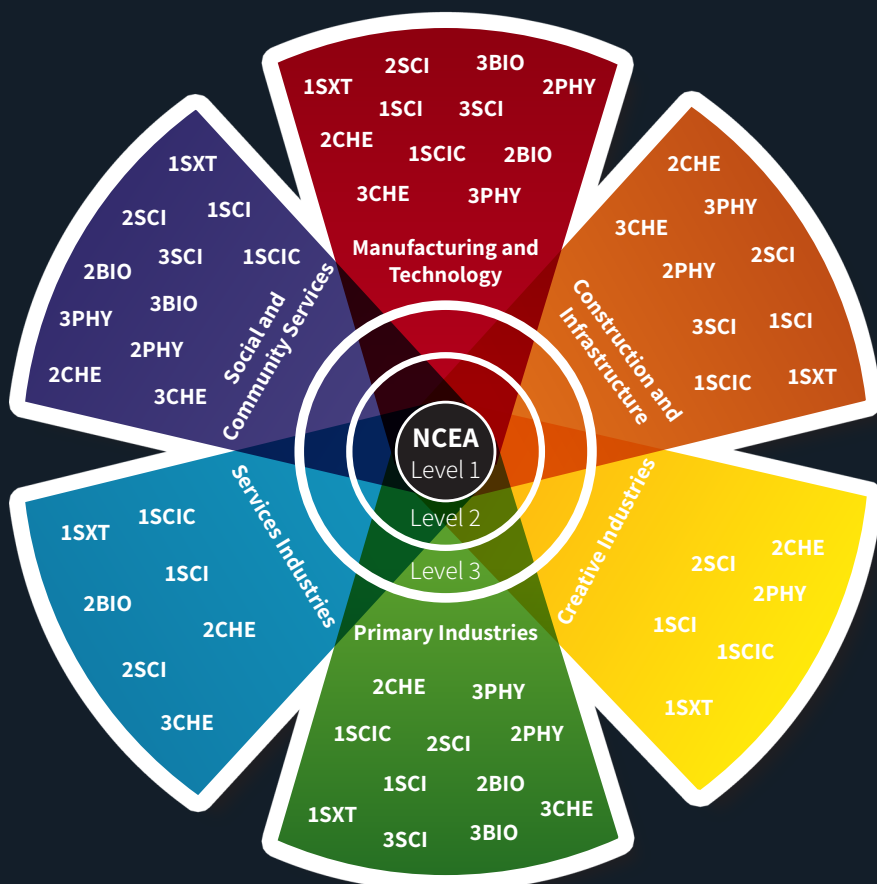 2SCI
3BIO
1SXT
2PHY
1SCI
3SCI
2CHE
1SCIC
2BIO
3CHE
3PHY
Manufacturing and
Technology
2CHE
3PHY
3CHE
2SCI
2PHY
3SCI
1SCI
1SCIC
1SXT
Construction and
Infrastructure
2CHE
2SCI
2PHY
1SCI
1SCIC
1SXT
Creative Industries
Primary Industries
2CHE
3PHY
1SCIC
2SCI
2PHY
1SCI
2BIO
1SXT
3CHE
3SCI
3BIO
Services Industries
1SXT
1SCIC
1SCI
2BIO
2CHE
2SCI
3CHE
1SXT
2SCI
1SCI
2BIO
3SCI
1SCIC
3PHY
3BIO
2PHY
2CHE
3CHE
Social and
Community Services
NCEA
Level 1
Level 2
Level 3